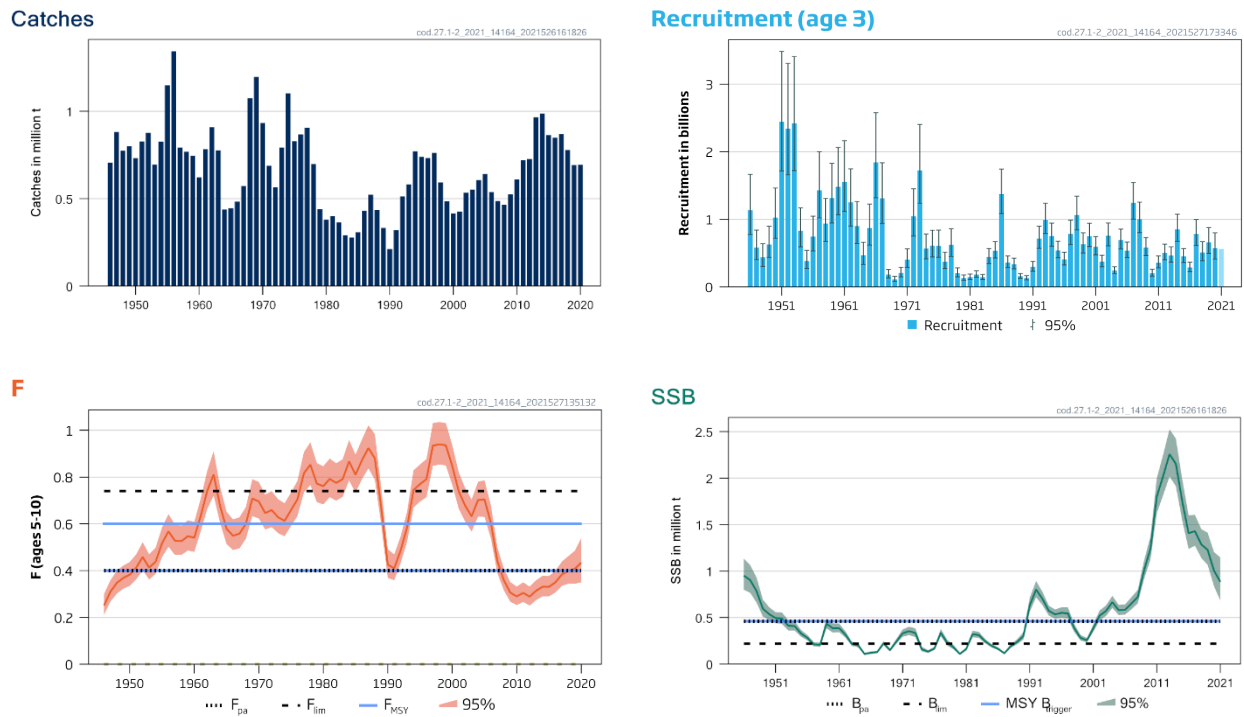 Catches
cod.27.1-2_2021_14164_2021526161826
Catches in million t
1
0.5
0
1950 1960 1970 1980 1990 2000 2010 2020
Recruitment (age 3)
cod.27.1-2_2021_14164_2021527173346
Recruitment in billions
3
2
1
0
1951 1961 1971 1981 1991 2001 2011 2021
Recruitment 95%
F
cod.27.1-2_2021_14164_2021527135132
F (ages 5-10)
1
0.8
0.6
0.4
0.2
0
1950 1960 1970 1980 1990 2000 2010 2020
Fpa Flim FMSY 95%
SSB
cod.27.1-2_2021_14164_2021526161826
SSB in million t
2.5
2
1.5
1
0.5
0
1951 1961 1971 1981 1991 2001 2011 2021
Bpa Blim MSY Btrigger 95%